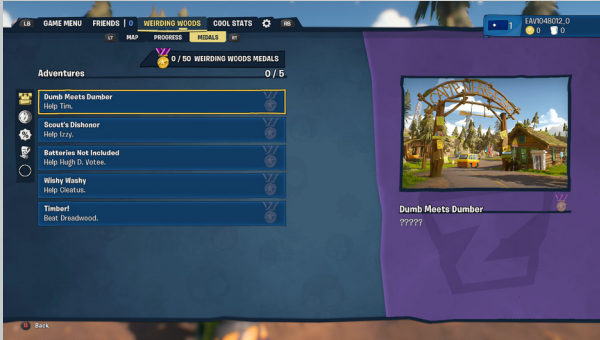 LB GAME MENU FRIENDS | 0 WEIRDING WOODS COOL STATS RB
LT MAP PROGRESS MEDALS RT
1 EAV1048012_0
0 0
0 / 50 WEIRDING WOODS MEDALS
Adventures 0 / 5
Dumb Meets Dumber
Help Tim.
Scout's Dishonor
Help Izzy.
Batteries Not Included
Help Hugh D. Votee.
Wishy Washy
Help Cleatus.
Timber!
Beat Dreadwood.
Dumb Meets Dumber
?????
B Back